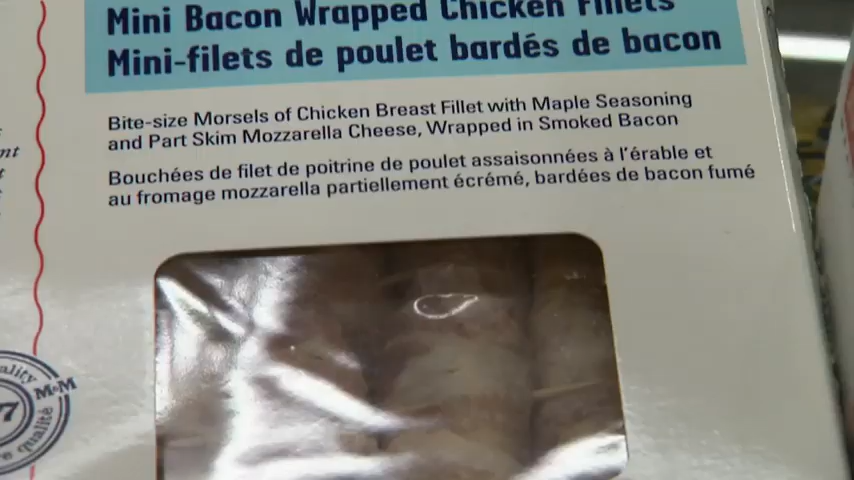 Mini Bacon Wrapped Chicken Fillets
Mini-filets de poulet bardés de bacon
Bite-size Morsels of Chicken Breast Fillet with Maple Seasoning
and Part Skim Mozzarella Cheese, Wrapped in Smoked Bacon
Bouchées de filet de poitrine de poulet assaisonnées à l'érable et
au fromage mozzarella partiellement écrémé, bardées de bacon fumé
M&M
7
qualité